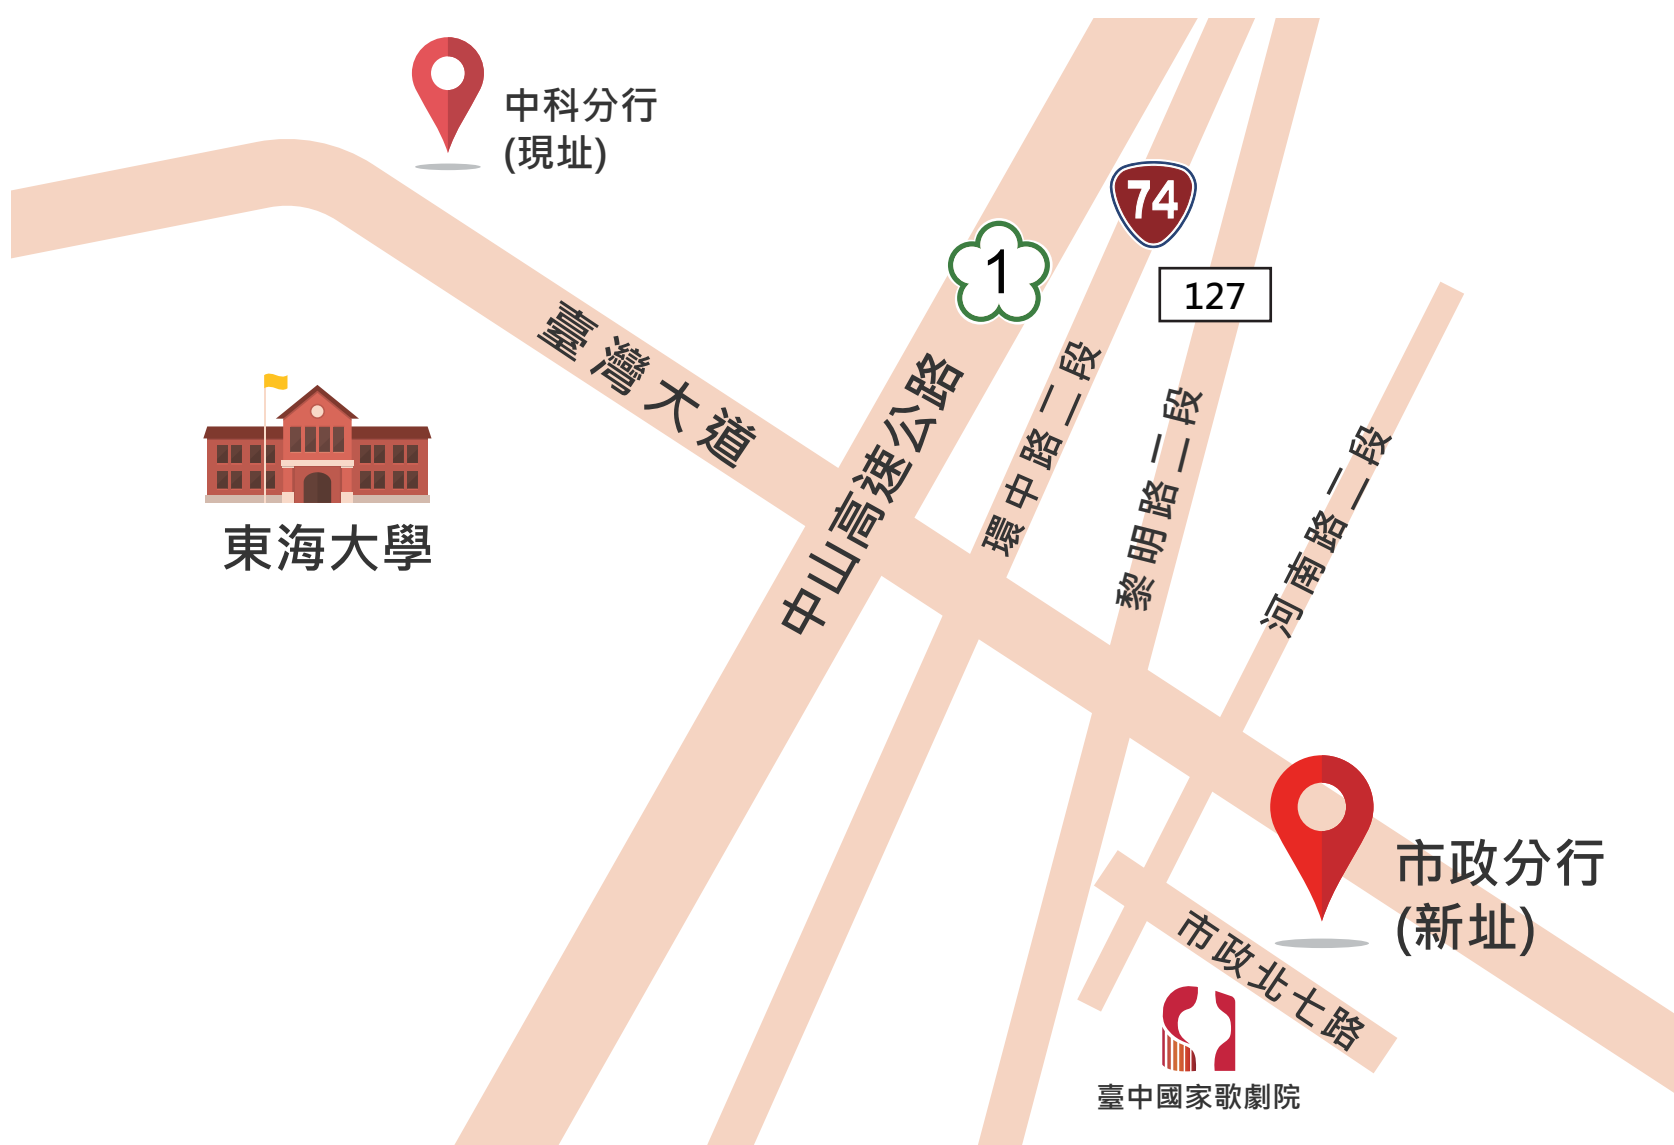 中科分行
(現址)
74
1
127
臺灣大道
中山高速公路
環中路二段
黎明路二段
河南路二段
東海大學
市政分行
(新址)
市政北七路
臺中國家歌劇院